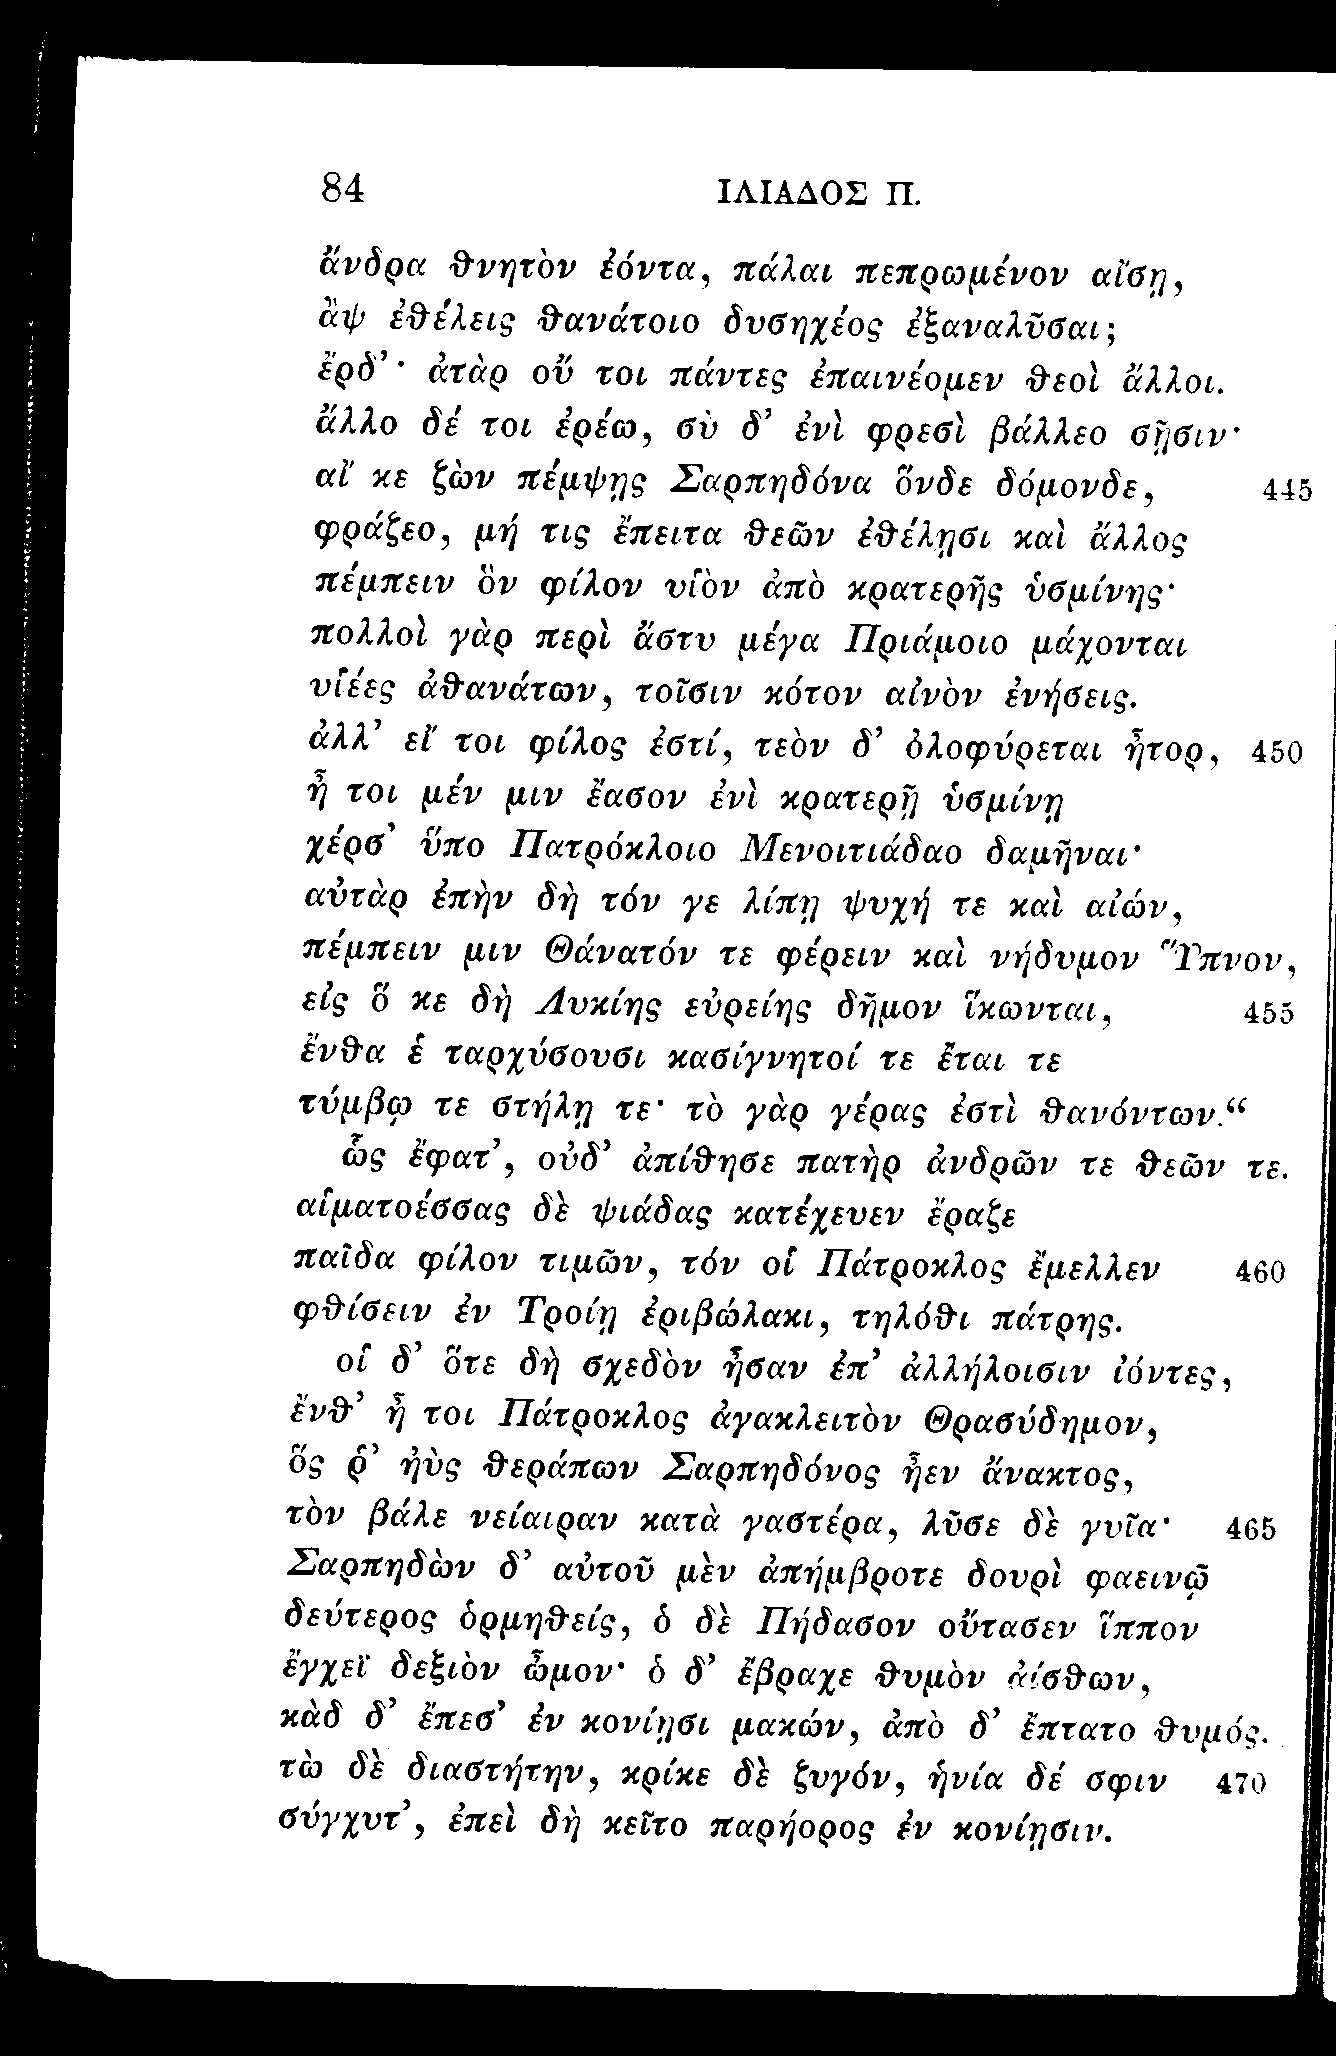 84 ΙΛΙΑΔΟΣ Π.
ἄνδρα θνητὸν ἐόντα, πάλαι πεπρωμένον αἴσῃ,
ἂψ ἐθέλεις θανάτοιο δυσηχέος ἐξαναλῦσαι;
ἔρδ’· ἀτὰρ οὔ τοι πάντες ἐπαινέομεν θεοὶ ἄλλοι.
ἄλλο δέ τοι ἐρέω, σὺ δ’ ἐνὶ φρεσὶ βάλλεο σῇσιν·
αἴ κε ζὼν πέμψῃς Σαρπηδόνα ὅνδε δόμονδε, 445
φράζεο, μή τις ἔπειτα θεῶν ἐθέλῃσι καὶ ἄλλος
πέμπειν ὃν φίλον υἱὸν ἀπὸ κρατερῆς ὑσμίνης·
πολλοὶ γὰρ περὶ ἄστυ μέγα Πριάμοιο μάχονται
υἱέες ἀθανάτων, τοῖσιν κότον αἰνὸν ἐνήσεις.
ἀλλ’ εἴ τοι φίλος ἐστί, τεὸν δ’ ὀλοφύρεται ἦτορ, 450
ἦ τοι μέν μιν ἔασον ἐνὶ κρατερῇ ὑσμίνῃ
χέρσ’ ὕπο Πατρόκλοιο Μενοιτιάδαο δαμῆναι·
αὐτὰρ ἐπὴν δὴ τόν γε λίπῃ ψυχή τε καὶ αἰών,
πέμπειν μιν Θάνατόν τε φέρειν καὶ νήδυμον Ὕπνον,
εἰς ὅ κε δὴ Λυκίης εὐρείης δῆμον ἵκωνται, 455
ἔνθα ἑ ταρχύσουσι κασίγνητοί τε ἔται τε
τύμβῳ τε στήλῃ τε· τὸ γὰρ γέρας ἐστὶ θανόντων.“
ὣς ἔφατ’, οὐδ’ ἀπίθησε πατὴρ ἀνδρῶν τε θεῶν τε.
αἱματοέσσας δὲ ψιάδας κατέχευεν ἔραζε
παῖδα φίλον τιμῶν, τόν οἱ Πάτροκλος ἔμελλεν 460
φθίσειν ἐν Τροίῃ ἐριβώλακι, τηλόθι πάτρης.
οἱ δ’ ὅτε δὴ σχεδὸν ἦσαν ἐπ’ ἀλλήλοισιν ἰόντες,
ἔνθ’ ἦ τοι Πάτροκλος ἀγακλειτὸν Θρασύδημον,
ὅς ῥ’ ἠὺς θεράπων Σαρπηδόνος ἦεν ἄνακτος,
τὸν βάλε νείαιραν κατὰ γαστέρα, λῦσε δὲ γυῖα· 465
Σαρπηδὼν δ’ αὐτοῦ μὲν ἀπήμβροτε δουρὶ φαεινῷ
δεύτερος ὁρμηθείς, ὁ δὲ Πήδασον οὔτασεν ἵππον
ἔγχεϊ δεξιὸν ὦμον· ὁ δ’ ἔβραχε θυμὸν ἀίσθων,
κὰδ δ’ ἔπεσ’ ἐν κονίῃσι μακών, ἀπὸ δ’ ἔπτατο θυμός.
τὼ δὲ διαστήτην, κρίκε δὲ ζυγόν, ἡνία δέ σφιν 470
σύγχυτ’, ἐπεὶ δὴ κεῖτο παρήορος ἐν κονίῃσιν.